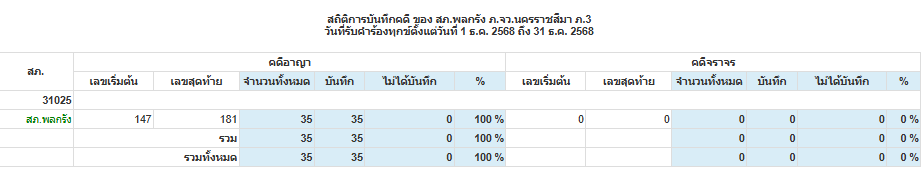 สถิติการบันทึกคดี ของ สภ.พลกรัง ภ.จว.นครราชสีมา ภ.3
วันที่รับคำร้องทุกข์ตั้งแต่วันที่ 1 ธ.ค. 2568 ถึง 31 ธ.ค. 2568
สภ. คดีอาญา คดีจราจร
เลขเริ่มต้น เลขสุดท้าย จำนวนทั้งหมด บันทึก ไม่ได้บันทึก % เลขเริ่มต้น เลขสุดท้าย จำนวนทั้งหมด บันทึก ไม่ได้บันทึก %
31025
สภ.พลกรัง 147 181 35 35 0 100 % 0 0 0 0 0 0 %
รวม 35 35 0 100 % 0 0 0 0 %
รวมทั้งหมด 35 35 0 100 % 0 0 0 0 %